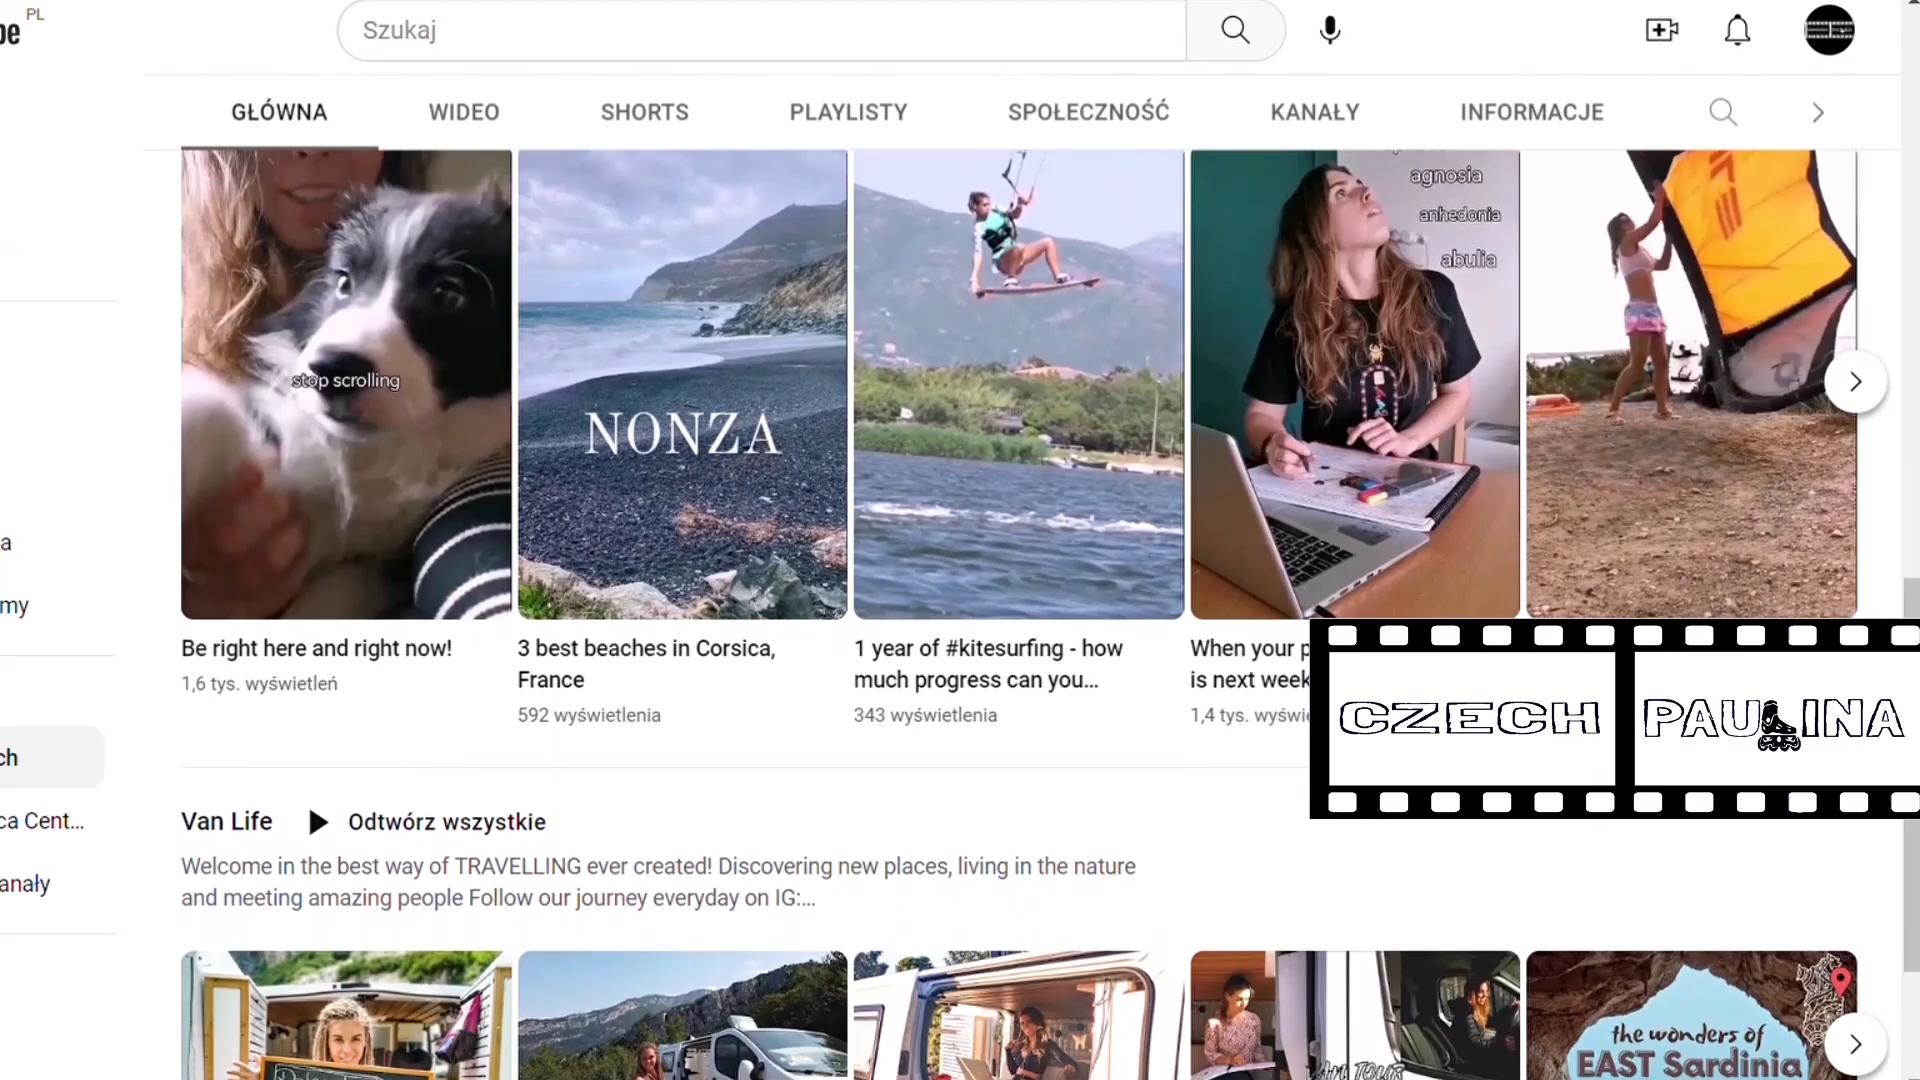 PL
be
Szukaj
GŁÓWNA
WIDEO
SHORTS
PLAYLISTY
SPOŁECZNOŚĆ
KANAŁY
INFORMACJE
stop scrolling
NONZA
agnosia
anhedonia
abulia
a
my
ch
ca Cent...
anały
Be right here and right now!
1,6 tys. wyświetleń
3 best beaches in Corsica,
France
592 wyświetlenia
1 year of #kitesurfing - how
much progress can you...
343 wyświetlenia
When your p
is next week
1,4 tys. wyświe
CZECH
PAULINA
Van Life
Odtwórz wszystkie
Welcome in the best way of TRAVELLING ever created! Discovering new places, living in the nature
and meeting amazing people Follow our journey everyday on IG:...
VAN TOUR
the wonders of
EAST Sardinia